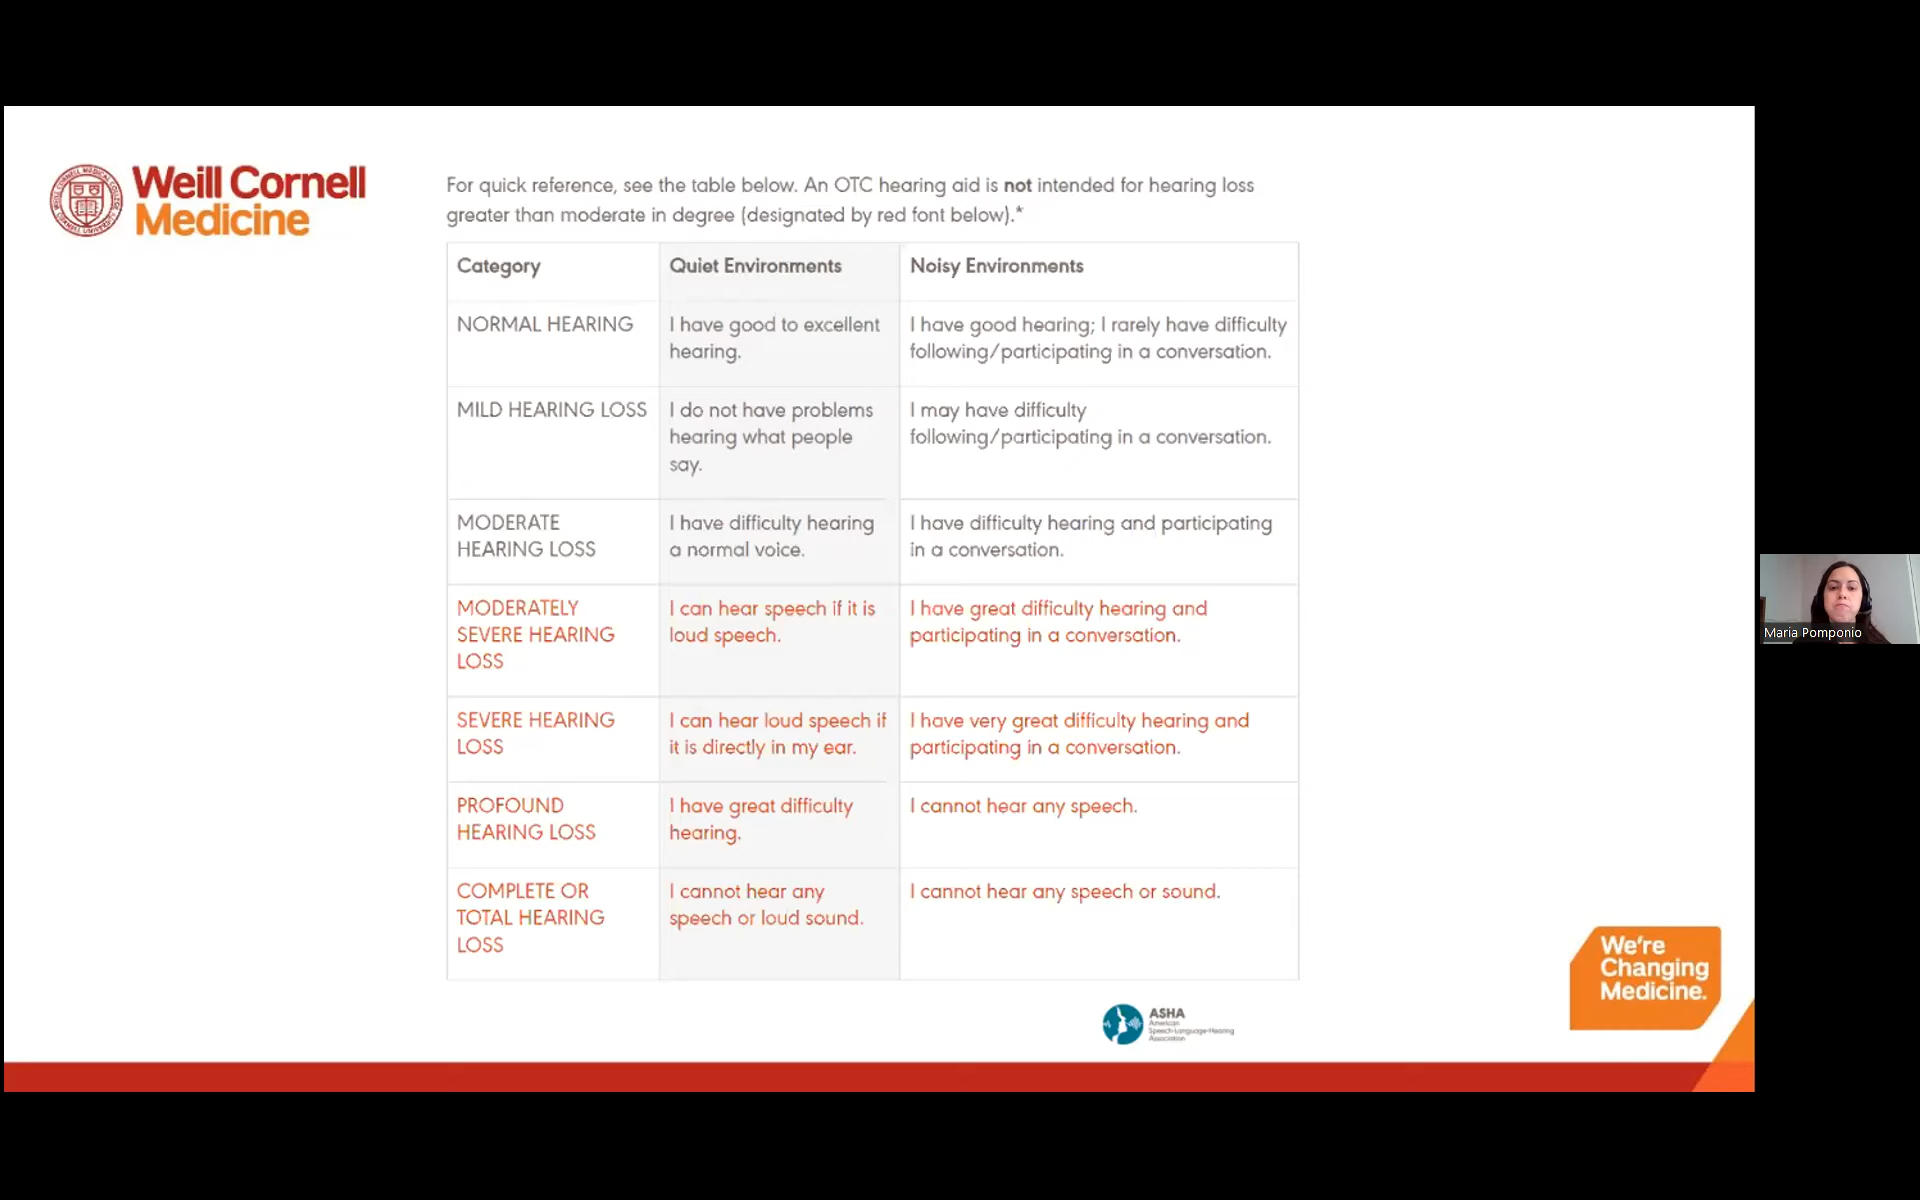 Weill Cornell
Medicine
For quick reference, see the table below. An OTC hearing aid is not intended for hearing loss
greater than moderate in degree (designated by red font below).*
Category
Quiet Environments
Noisy Environments
NORMAL HEARING
I have good to excellent
hearing.
I have good hearing; I rarely have difficulty
following/participating in a conversation.
MILD HEARING LOSS
I do not have problems
hearing what people
say.
I may have difficulty
following/participating in a conversation.
MODERATE
HEARING LOSS
I have difficulty hearing
a normal voice.
I have difficulty hearing and participating
in a conversation.
MODERATELY
SEVERE HEARING
LOSS
I can hear speech if it is
loud speech.
I have great difficulty hearing and
participating in a conversation.
SEVERE HEARING
LOSS
I can hear loud speech if
it is directly in my ear.
I have very great difficulty hearing and
participating in a conversation.
PROFOUND
HEARING LOSS
I have great difficulty
hearing.
I cannot hear any speech.
COMPLETE OR
TOTAL HEARING
LOSS
I cannot hear any
speech or loud sound.
I cannot hear any speech or sound.
ASHA
American
Speech-Language-Hearing
Association
We're
Changing
Medicine.
Maria Pomponio